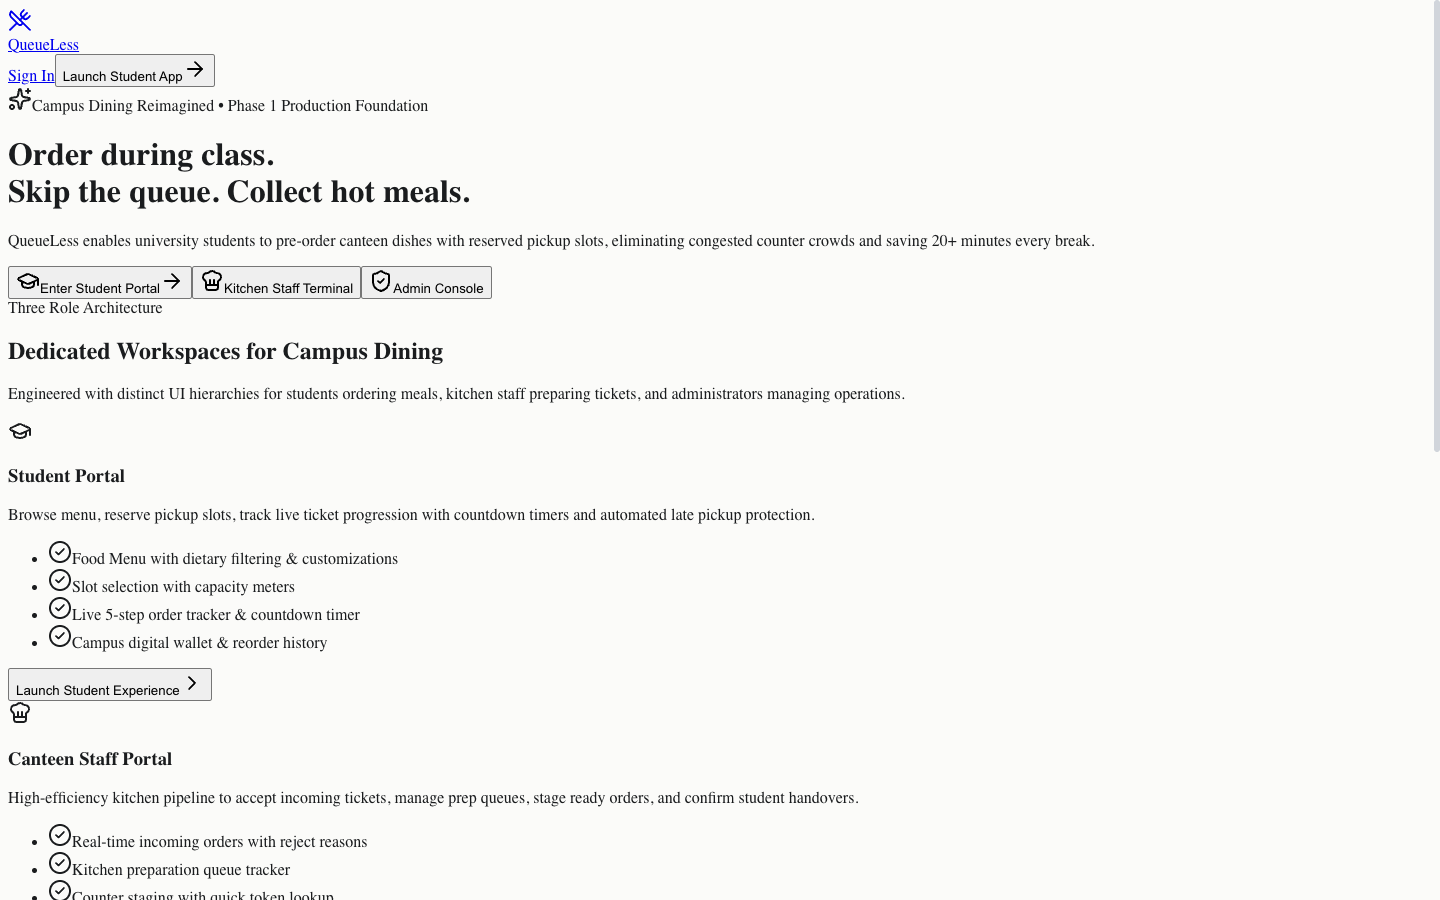 QueueLess
Sign In Launch Student App
Campus Dining Reimagined • Phase 1 Production Foundation
Order during class.
Skip the queue. Collect hot meals.
QueueLess enables university students to pre-order canteen dishes with reserved pickup slots, eliminating congested counter crowds and saving 20+ minutes every break.
Enter Student Portal Kitchen Staff Terminal Admin Console
Three Role Architecture
Dedicated Workspaces for Campus Dining
Engineered with distinct UI hierarchies for students ordering meals, kitchen staff preparing tickets, and administrators managing operations.
Student Portal
Browse menu, reserve pickup slots, track live ticket progression with countdown timers and automated late pickup protection.
Food Menu with dietary filtering & customizations
Slot selection with capacity meters
Live 5-step order tracker & countdown timer
Campus digital wallet & reorder history
Launch Student Experience
Canteen Staff Portal
High-efficiency kitchen pipeline to accept incoming tickets, manage prep queues, stage ready orders, and confirm student handovers.
Real-time incoming orders with reject reasons
Kitchen preparation queue tracker
Counter staging with quick token lookup